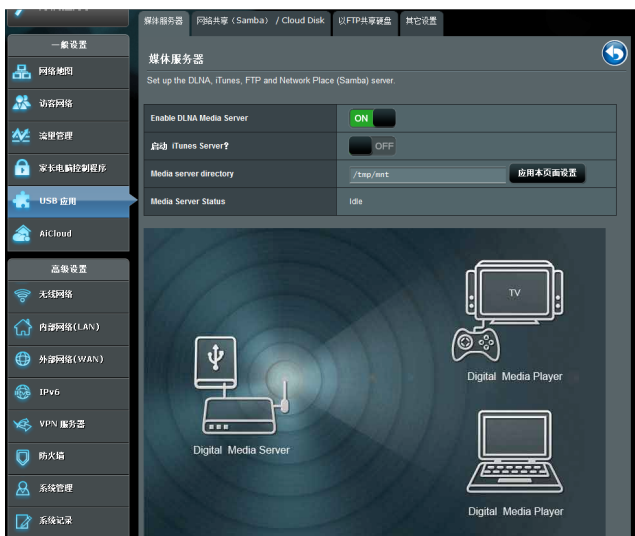 媒体服务器
网络共享（Samba） / Cloud Disk
以FTP共享硬盘
其它设置
一般设置
网络地图
访客网络
流量管理
家长电脑控制程序
USB 应用
AiCloud
高级设置
无线网络
内部网络(LAN)
外部网络(WAN)
IPv6
VPN 服务器
防火墙
系统管理
系统记录
媒体服务器
Set up the DLNA, iTunes, FTP and Network Place (Samba) server.
Enable DLNA Media Server
ON
启动 iTunes Server?
OFF
Media server directory
/tmp/mnt
应用本页面设置
Media Server Status
Idle
TV
Digital Media Player
Digital Media Server
Digital Media Player
IPv6